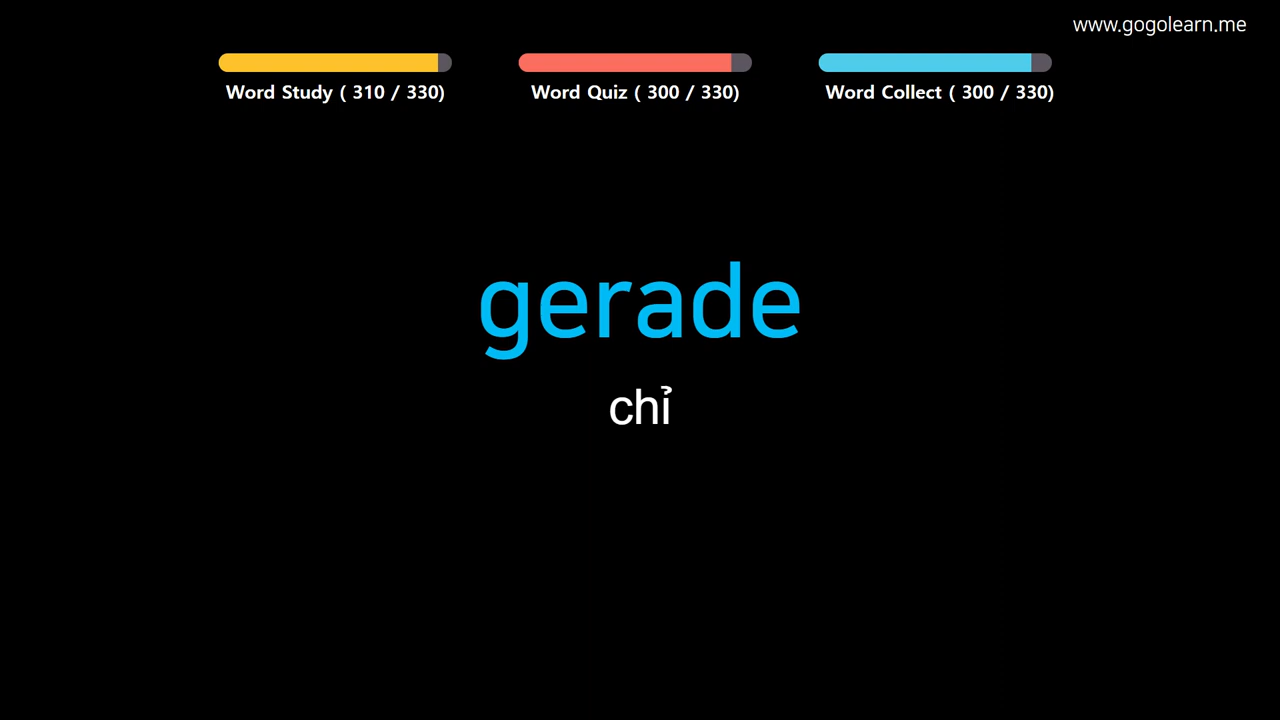 www.gogolearn.me
Word Study ( 310 / 330)
Word Quiz ( 300 / 330)
Word Collect ( 300 / 330)
gerade
chỉ